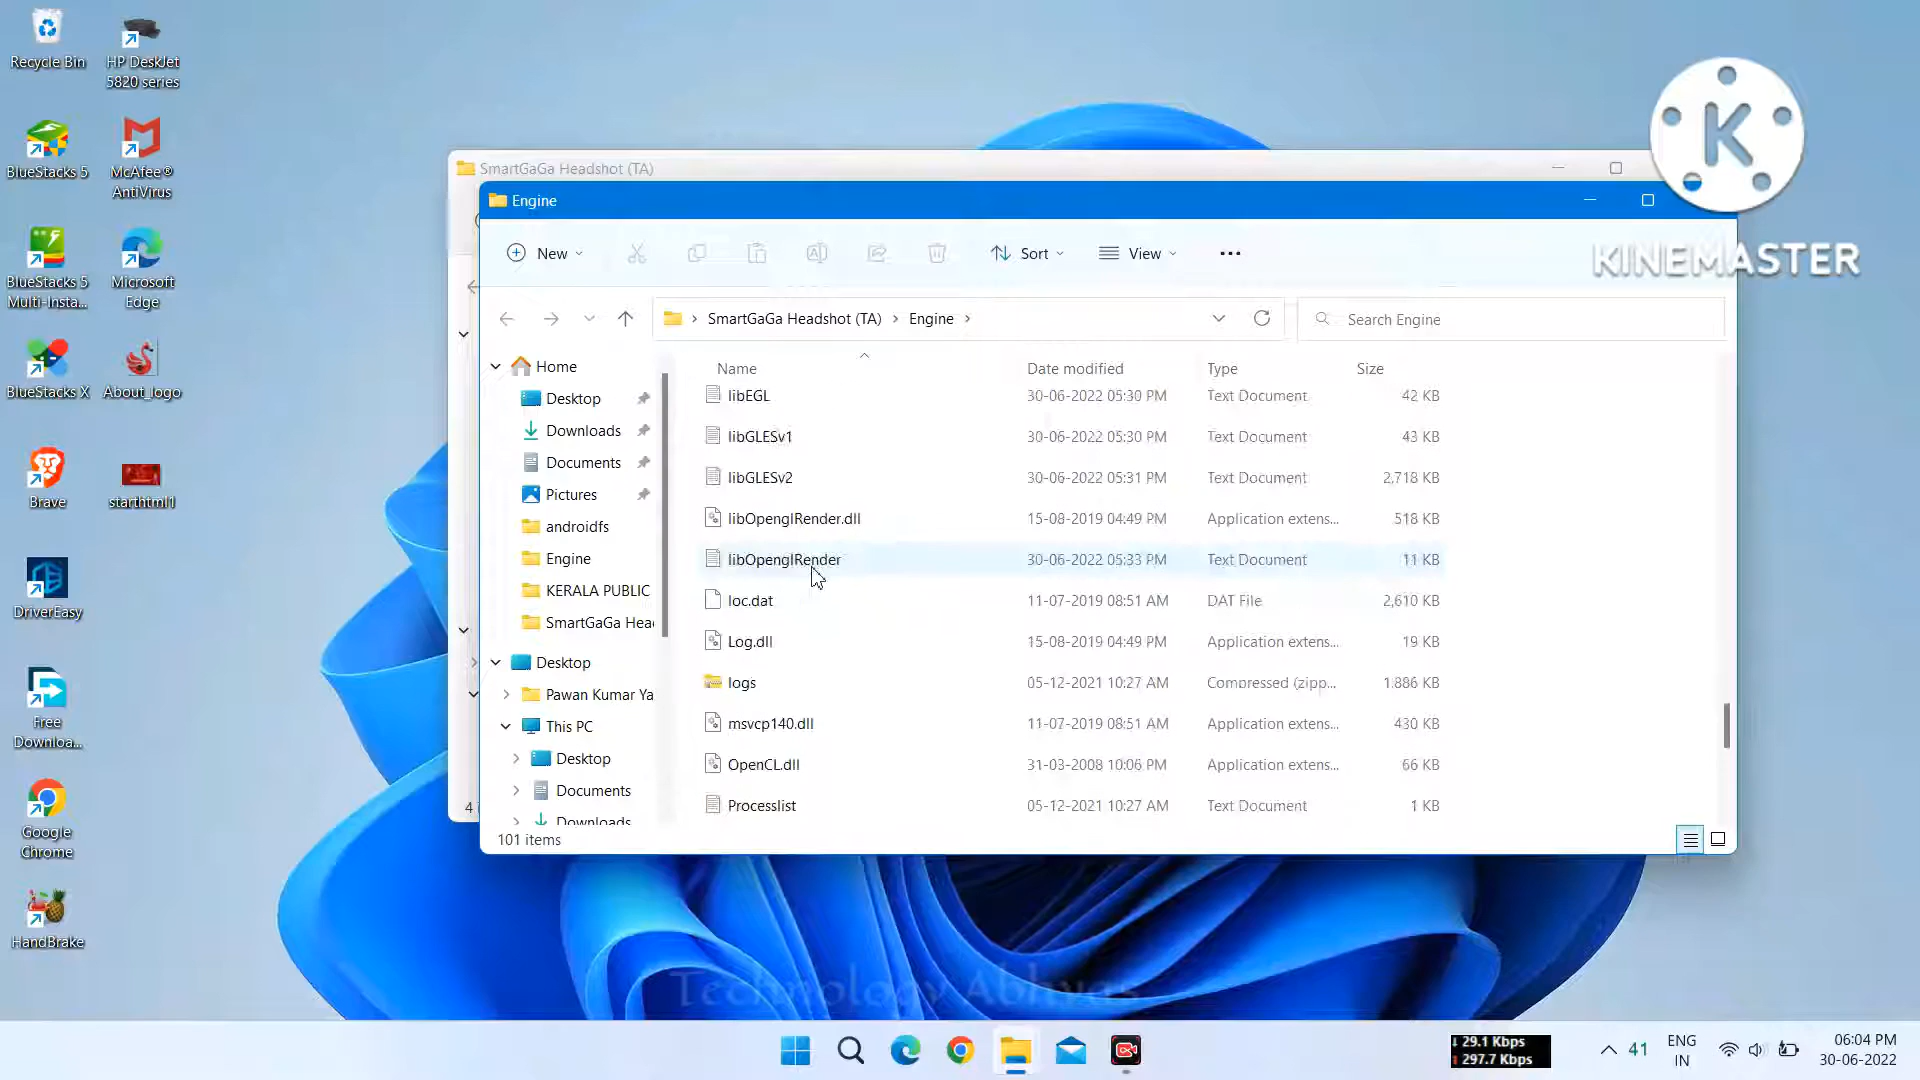 Recycle Bin
HP DeskJet
5820 series
BlueStacks 5
McAfee®
AntiVirus
BlueStacks 5
Multi-Insta...
Microsoft
Edge
BlueStacks X
About_logo
Brave
starthtml1
DriverEasy
Free
Downloa...
Google
Chrome
HandBrake
K
KINEMASTER
SmartGaGa Headshot (TA)
Engine
New
Sort
View
SmartGaGa Headshot (TA) > Engine >
Search Engine
Home
Desktop
Downloads
Documents
Pictures
androidfs
Engine
KERALA PUBLIC
SmartGaGa Hea
Desktop
Pawan Kumar Ya
This PC
Desktop
Documents
Downloads
Name Date modified Type Size
libEGL 30-06-2022 05:30 PM Text Document 42 KB
libGLESv1 30-06-2022 05:30 PM Text Document 43 KB
libGLESv2 30-06-2022 05:31 PM Text Document 2,718 KB
libOpenglRender.dll 15-08-2019 04:49 PM Application extens... 518 KB
libOpenglRender 30-06-2022 05:33 PM Text Document 11 KB
loc.dat 11-07-2019 08:51 AM DAT File 2,610 KB
Log.dll 15-08-2019 04:49 PM Application extens... 19 KB
logs 05-12-2021 10:27 AM Compressed (zipp... 1,886 KB
msvcp140.dll 11-07-2019 08:51 AM Application extens... 430 KB
OpenCL.dll 31-03-2008 10:06 PM Application extens... 66 KB
Processlist 05-12-2021 10:27 AM Text Document 1 KB
4
101 items
Technology Abhyas
29.1 Kbps
297.7 Kbps
41
ENG
IN
06:04 PM
30-06-2022